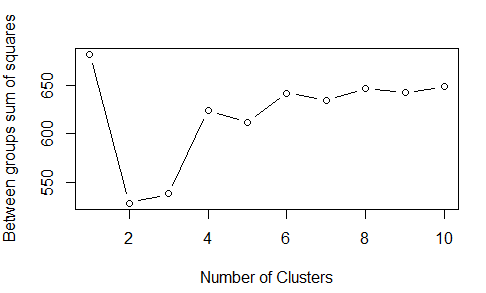 Between groups sum of squares
650
600
550
2 4 6 8 10
Number of Clusters